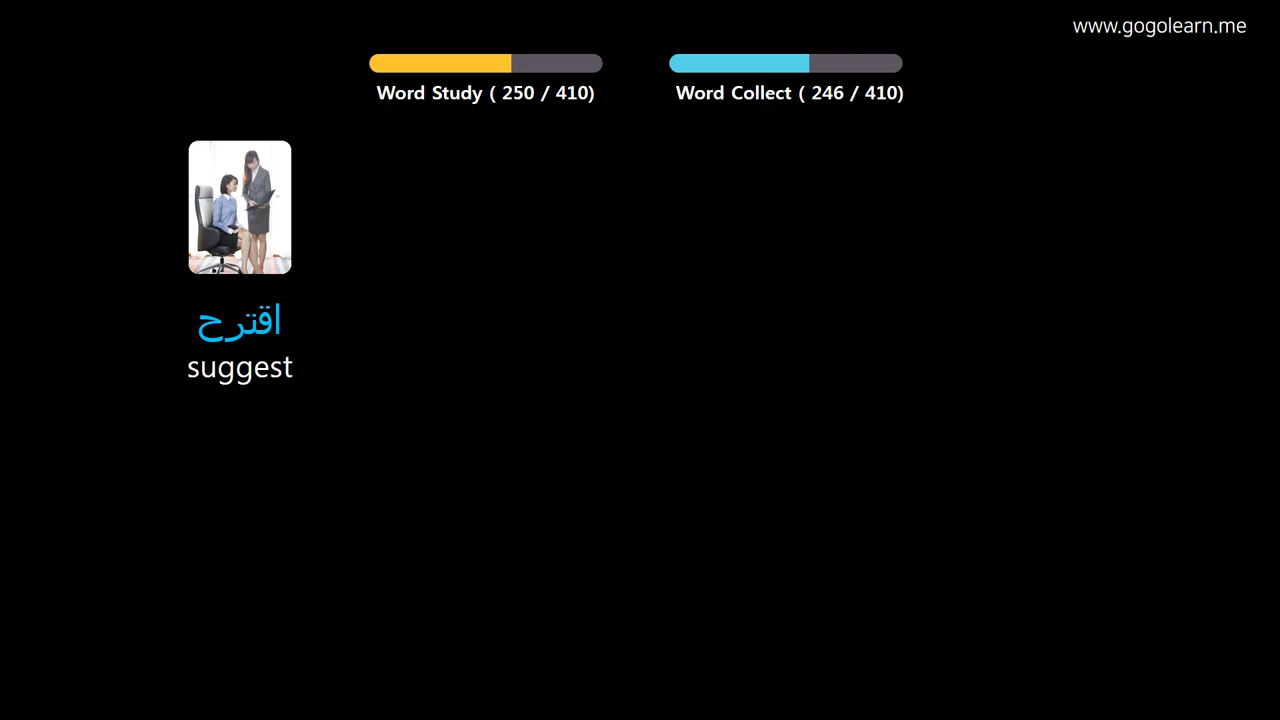 www.gogolearn.me
Word Study ( 250 / 410)
Word Collect ( 246 / 410)
اقترح
suggest